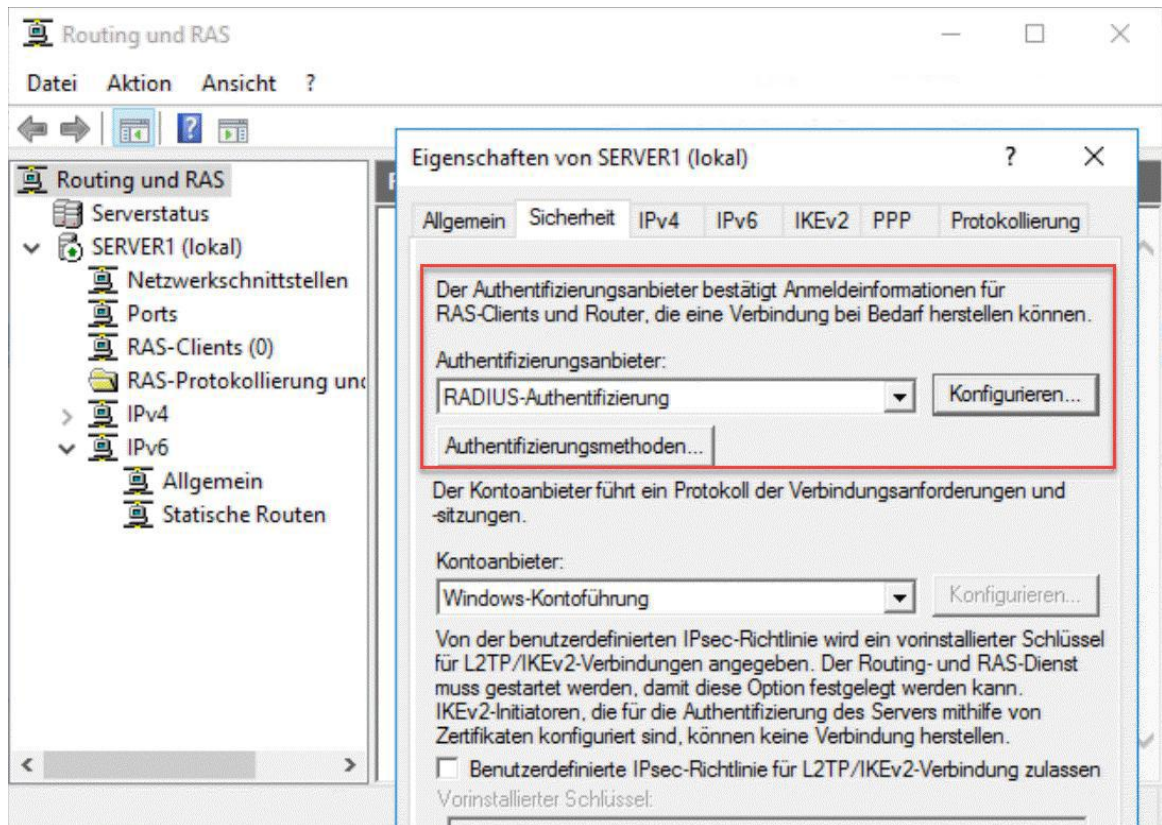 Routing und RAS
Datei Aktion Ansicht ?
Routing und RAS
Serverstatus
SERVER1 (lokal)
Netzwerkschnittstellen
Ports
RAS-Clients (0)
RAS-Protokollierung und
IPv4
IPv6
Allgemein
Statische Routen
Eigenschaften von SERVER1 (lokal)
Allgemein Sicherheit IPv4 IPv6 IKEv2 PPP Protokollierung
Der Authentifizierungsanbieter bestätigt Anmeldeinformationen für
RAS-Clients und Router, die eine Verbindung bei Bedarf herstellen können.
Authentifizierungsanbieter:
RADIUS-Authentifizierung Konfigurieren...
Authentifizierungsmethoden...
Der Kontoanbieter führt ein Protokoll der Verbindungsanforderungen und
-sitzungen.
Kontoanbieter:
Windows-Kontoführung Konfigurieren...
Von der benutzerdefinierten IPsec-Richtlinie wird ein vorinstallierter Schlüssel
für L2TP/IKEv2-Verbindungen angegeben. Der Routing- und RAS-Dienst
muss gestartet werden, damit diese Option festgelegt werden kann.
IKEv2-Initiatoren, die für die Authentifizierung des Servers mithilfe von
Zertifikaten konfiguriert sind, können keine Verbindung herstellen.
Benutzerdefinierte IPsec-Richtlinie für L2TP/IKEv2-Verbindung zulassen
Vorinstallierter Schlüssel: